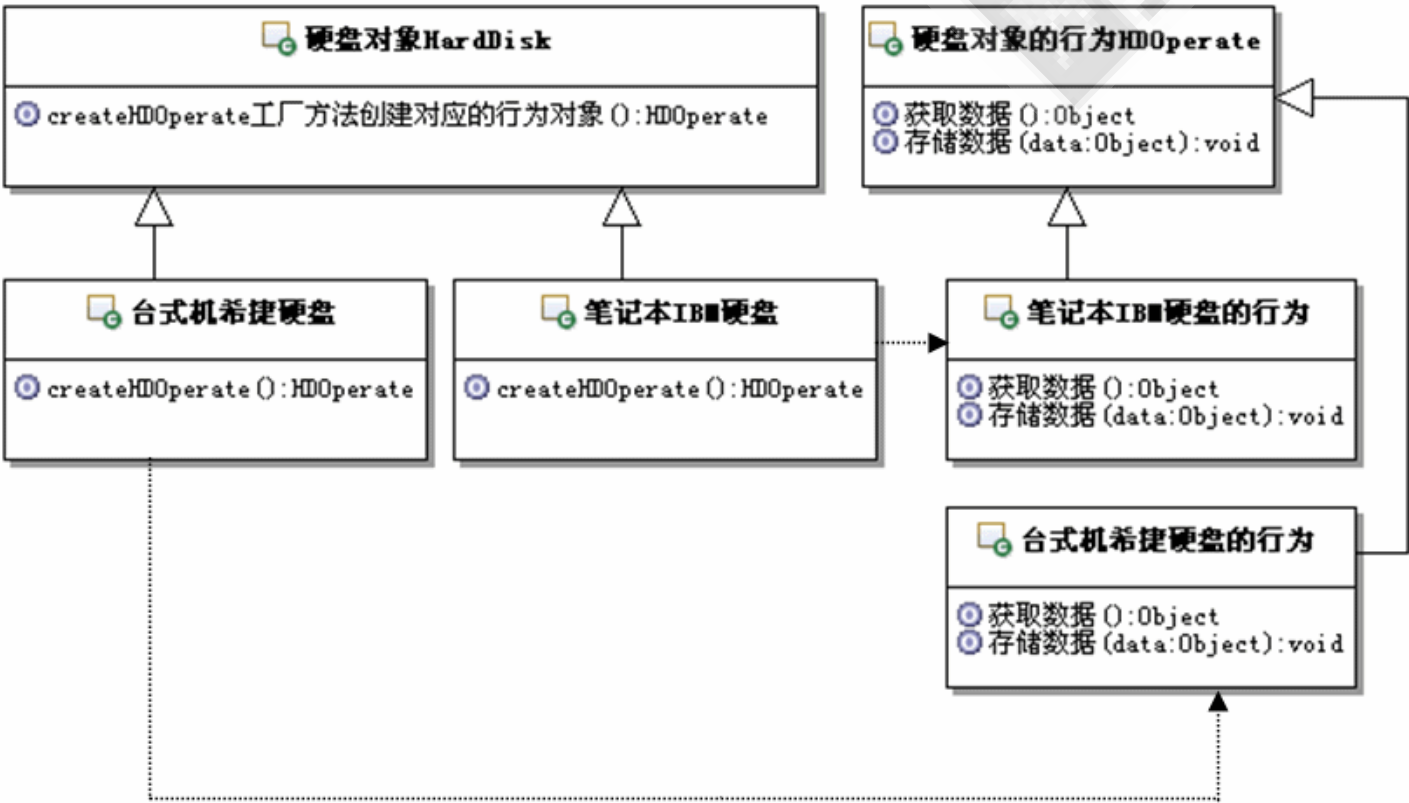 硬盘对象HardDisk
createHDOperate工厂方法创建对应的行为对象():HDOperate
硬盘对象的行为HDOperate
获取数据():Object
存储数据(data:Object):void
台式机希捷硬盘
createHDOperate():HDOperate
笔记本IBM硬盘
createHDOperate():HDOperate
笔记本IBM硬盘的行为
获取数据():Object
存储数据(data:Object):void
台式机希捷硬盘的行为
获取数据():Object
存储数据(data:Object):void